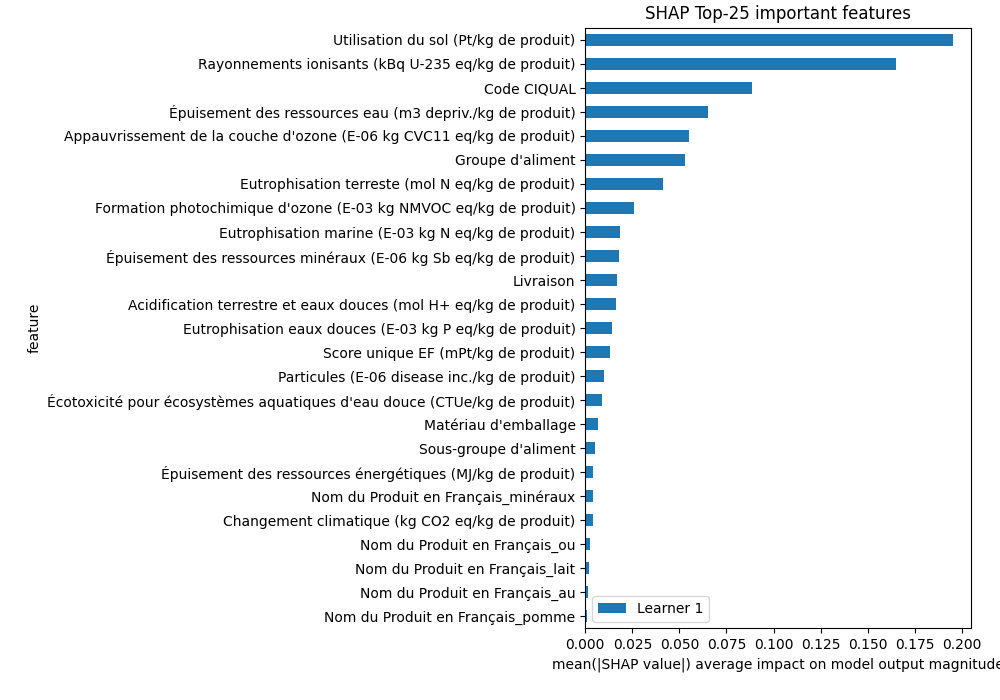 SHAP Top-25 important features
Utilisation du sol (Pt/kg de produit)
Rayonnements ionisants (kBq U-235 eq/kg de produit)
Code CIQUAL
Épuisement des ressources eau (m3 depriv./kg de produit)
Appauvrissement de la couche d'ozone (E-06 kg CVC11 eq/kg de produit)
Groupe d'aliment
Eutrophisation terreste (mol N eq/kg de produit)
Formation photochimique d'ozone (E-03 kg NMVOC eq/kg de produit)
Eutrophisation marine (E-03 kg N eq/kg de produit)
Épuisement des ressources minéraux (E-06 kg Sb eq/kg de produit)
Livraison
Acidification terrestre et eaux douces (mol H+ eq/kg de produit)
Eutrophisation eaux douces (E-03 kg P eq/kg de produit)
Score unique EF (mPt/kg de produit)
Particules (E-06 disease inc./kg de produit)
Écotoxicité pour écosystèmes aquatiques d'eau douce (CTUe/kg de produit)
Matériau d'emballage
Sous-groupe d'aliment
Épuisement des ressources énergétiques (MJ/kg de produit)
Nom du Produit en Français_minéraux
Changement climatique (kg CO2 eq/kg de produit)
Nom du Produit en Français_ou
Nom du Produit en Français_lait
Nom du Produit en Français_au
Nom du Produit en Français_pomme
feature
Learner 1
0.000 0.025 0.050 0.075 0.100 0.125 0.150 0.175 0.200
mean(|SHAP value|) average impact on model output magnitude